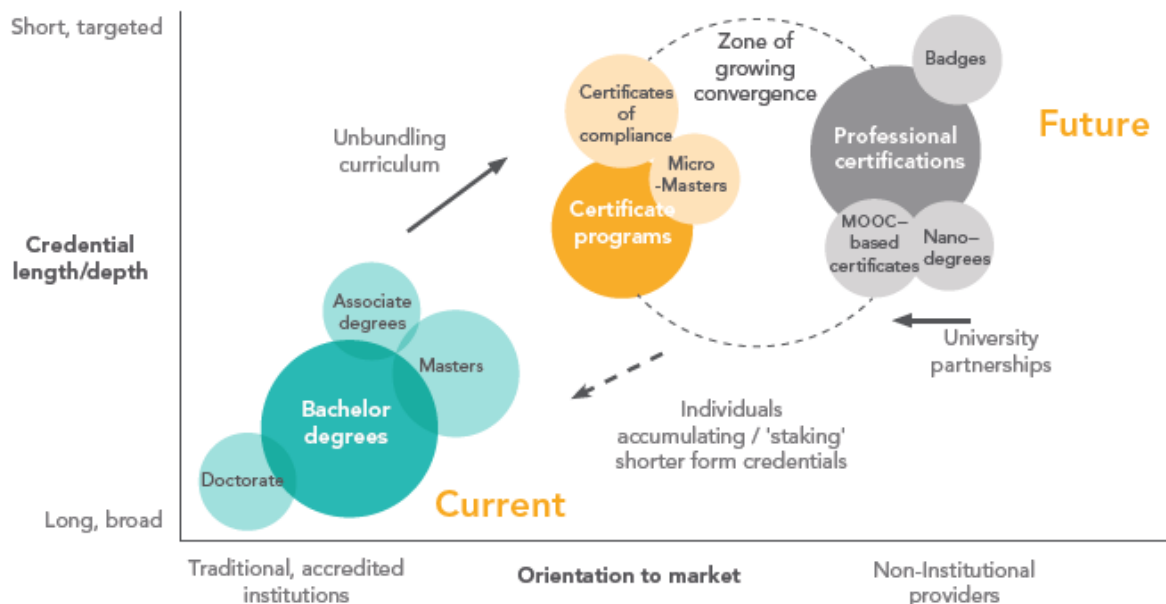 Short, targeted
Zone of
growing
convergence
Badges
Certificates
of
compliance
Future
Professional
certifications
Unbundling
curriculum
Micro
-Masters
Certificate
programs
MOOC–
based
certificates
Nano–
degrees
Credential
length/depth
Associate
degrees
University
partnerships
Masters
Individuals
accumulating / 'staking'
shorter form credentials
Bachelor
degrees
Doctorate
Current
Long, broad
Traditional, accredited
institutions
Orientation to market
Non-Institutional
providers